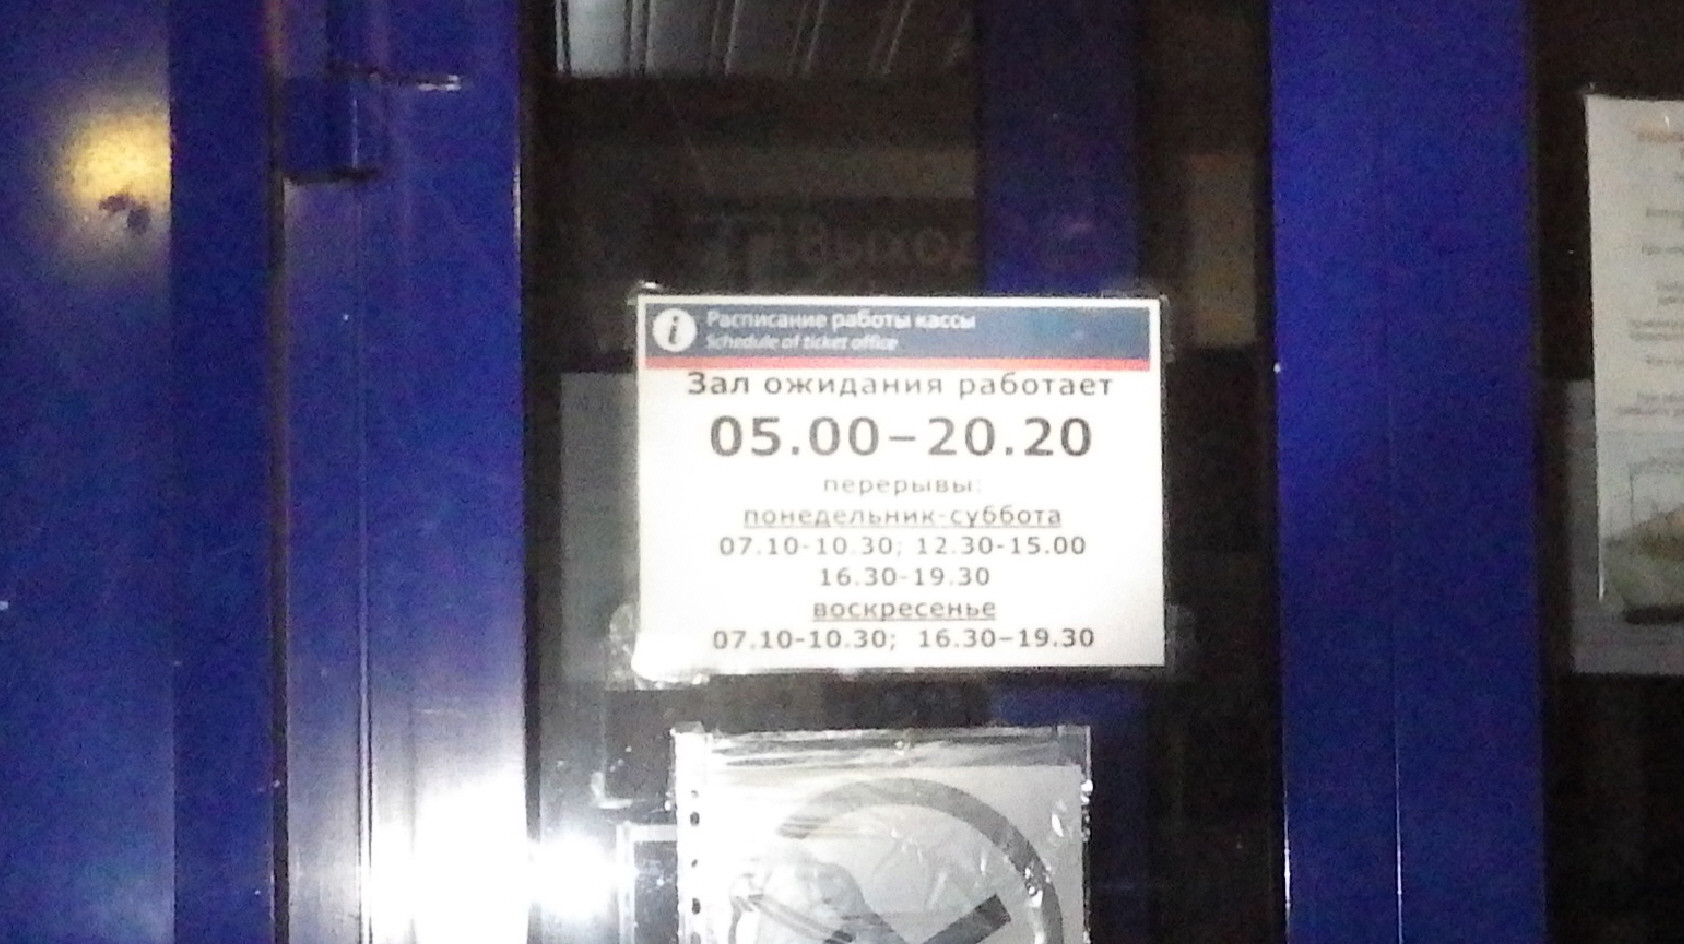 выход
Расписание работы кассы
Schedule of ticket office
Зал ожидания работает
05.00–20.20
перерывы:
понедельник-суббота
07.10-10.30; 12.30-15.00
16.30-19.30
воскресенье
07.10-10.30; 16.30–19.30